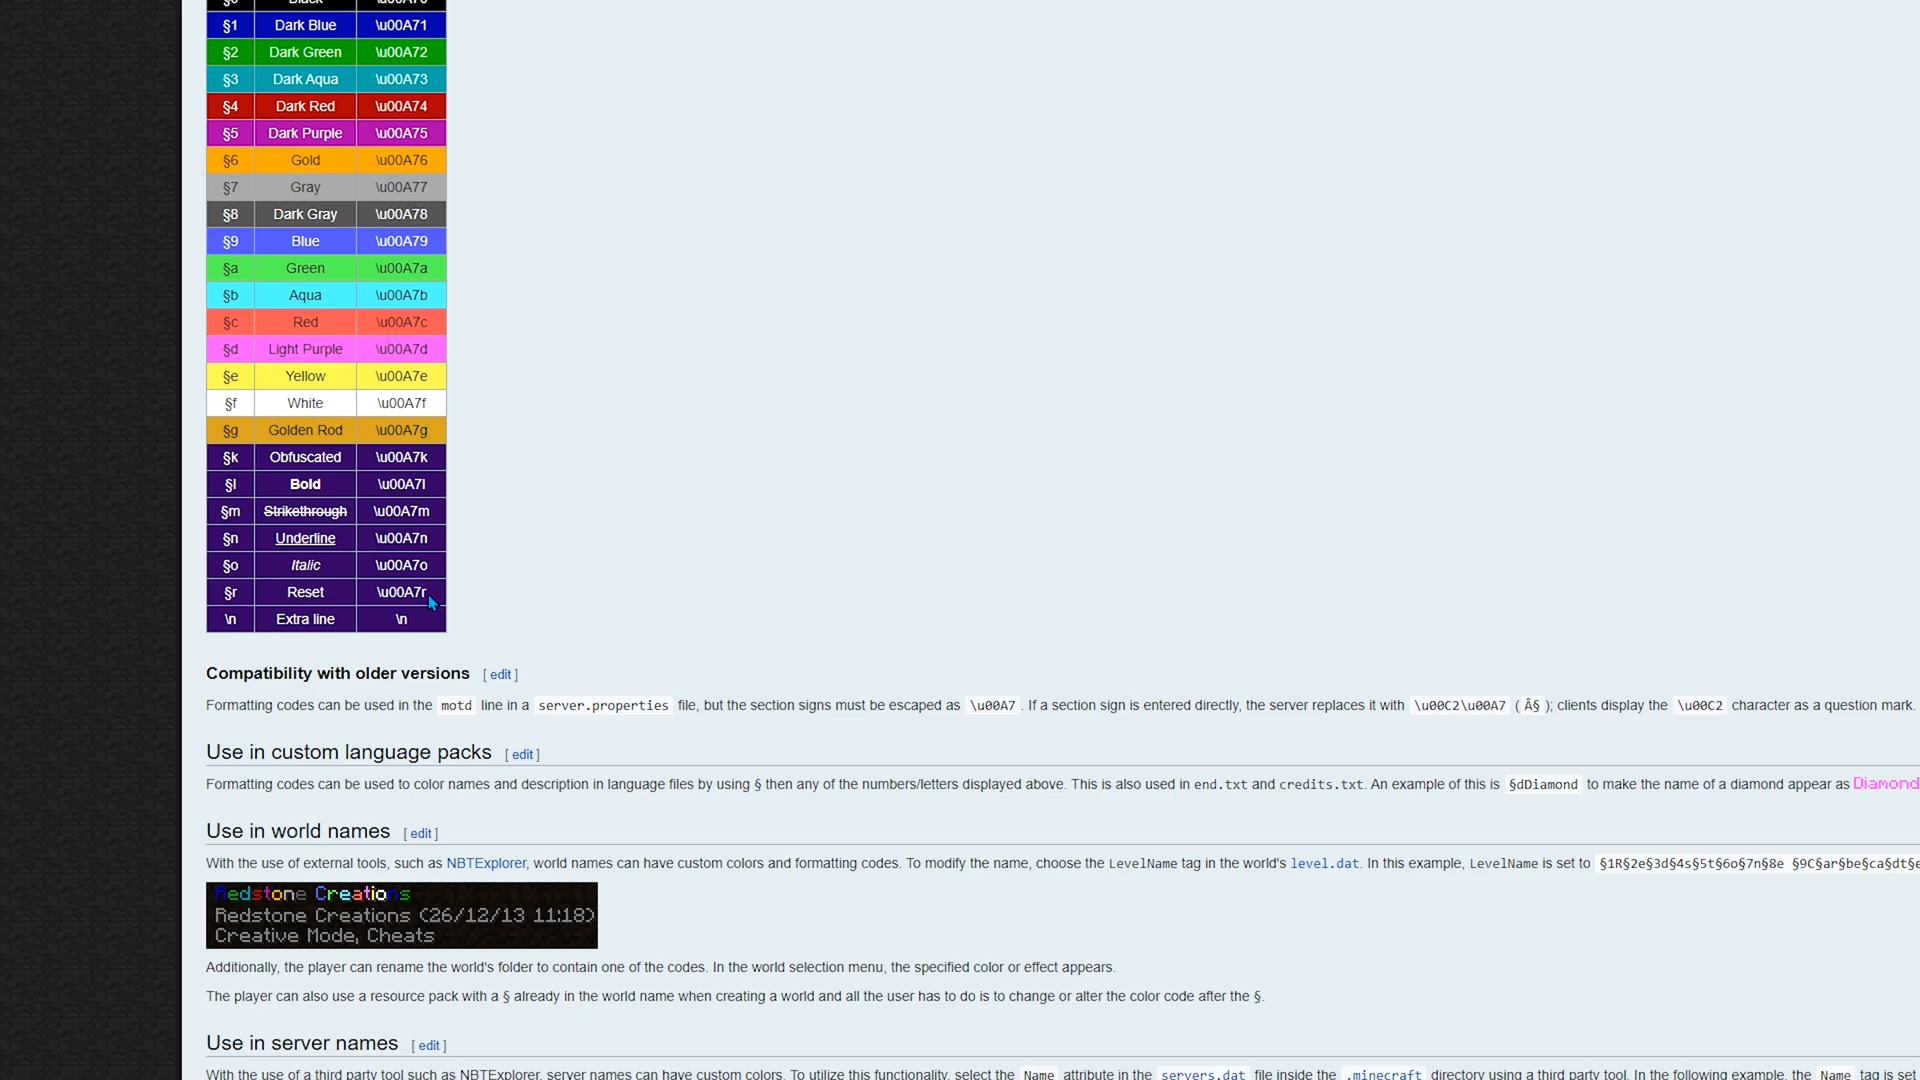 §0 Black \u00A70
§1 Dark Blue \u00A71
§2 Dark Green \u00A72
§3 Dark Aqua \u00A73
§4 Dark Red \u00A74
§5 Dark Purple \u00A75
§6 Gold \u00A76
§7 Gray \u00A77
§8 Dark Gray \u00A78
§9 Blue \u00A79
§a Green \u00A7a
§b Aqua \u00A7b
§c Red \u00A7c
§d Light Purple \u00A7d
§e Yellow \u00A7e
§f White \u00A7f
§g Golden Rod \u00A7g
§k Obfuscated \u00A7k
§l Bold \u00A7l
§m Strikethrough \u00A7m
§n Underline \u00A7n
§o Italic \u00A7o
§r Reset \u00A7r
\n Extra line \n
Compatibility with older versions [ edit ]
Formatting codes can be used in the motd line in a server.properties file, but the section signs must be escaped as \u00A7 . If a section sign is entered directly, the server replaces it with \u00C2\u00A7 ( Â§ ); clients display the \u00C2 character as a question mark.
Use in custom language packs [ edit ]
Formatting codes can be used to color names and description in language files by using § then any of the numbers/letters displayed above. This is also used in end.txt and credits.txt. An example of this is §dDiamond to make the name of a diamond appear as Diamond
Use in world names [ edit ]
With the use of external tools, such as NBTExplorer, world names can have custom colors and formatting codes. To modify the name, choose the LevelName tag in the world's level.dat. In this example, LevelName is set to §1R§2e§3d§4s§5t§6o§7n§8e §9C§ar§be§ca§dt§e
Redstone Creations
Redstone Creations (26/12/13 11:18)
Creative Mode, Cheats
Additionally, the player can rename the world's folder to contain one of the codes. In the world selection menu, the specified color or effect appears.
The player can also use a resource pack with a § already in the world name when creating a world and all the user has to do is to change or alter the color code after the §.
Use in server names [ edit ]
With the use of a third party tool such as NBTExplorer, server names can have custom colors. To utilize this functionality, select the Name attribute in the servers.dat file inside the .minecraft directory using a third party tool. In the following example, the Name tag is set